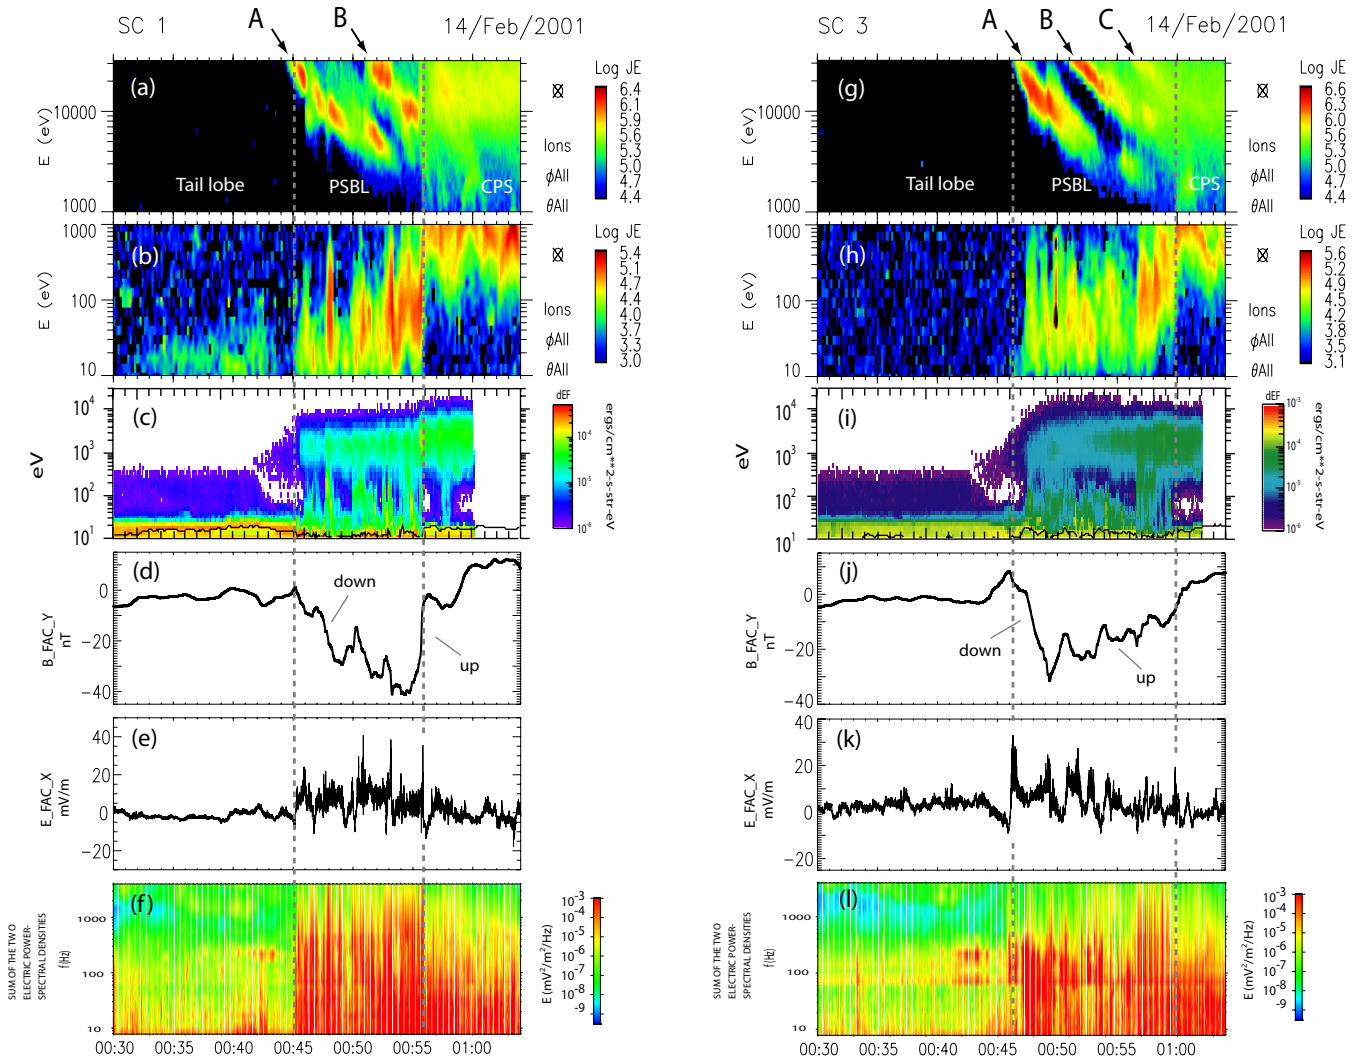 SC 1
A
B
14/Feb/2001
(a)
E (eV)
10000
1000
Tail lobe
PSBL
CPS
Ions
ϕAll
θAll
Log JE
6.4
6.1
5.9
5.6
5.3
5.0
4.7
4.4
(b)
E (eV)
1000
100
10
Ions
ϕAll
θAll
Log JE
5.4
5.1
4.7
4.4
4.0
3.7
3.3
3.0
(c)
eV
10⁴
10³
10²
10¹
dEF
10⁻⁴
10⁻⁵
10⁻⁶
ergs/cm**2-s-str-eV
(d)
B_FAC_Y
nT
0
−20
−40
down
up
(e)
E_FAC_X
mV/m
40
20
0
−20
(f)
SUM OF THE TWO
ELECTRIC POWER-
SPECTRAL DENSITIES
f(Hz)
1000
100
10
10⁻³
10⁻⁴
10⁻⁵
10⁻⁶
10⁻⁷
10⁻⁸
-9
E (mV²/m²/Hz)
00:30 00:35 00:40 00:45 00:50 00:55 01:00
SC 3
A
B
C
14/Feb/2001
(g)
E (eV)
10000
1000
Tail lobe
PSBL
CPS
Ions
ϕAll
θAll
Log JE
6.6
6.3
6.0
5.6
5.3
5.0
4.7
4.4
(h)
E (eV)
1000
100
10
Ions
ϕAll
θAll
Log JE
5.6
5.2
4.9
4.5
4.2
3.8
3.5
3.1
(i)
eV
10⁴
10³
10²
10¹
dEF
10⁻³
10⁻⁴
10⁻⁵
10⁻⁶
ergs/cm**2-s-str-eV
(j)
B_FAC_Y
nT
20
0
−20
−40
down
up
(k)
E_FAC_X
mV/m
40
20
0
−20
(l)
SUM OF THE TWO
ELECTRIC POWER-
SPECTRAL DENSITIES
f(Hz)
1000
100
10
10⁻³
10⁻⁴
10⁻⁵
10⁻⁶
10⁻⁷
10⁻⁸
-9
E (mV²/m²/Hz)
00:30 00:35 00:40 00:45 00:50 00:55 01:00